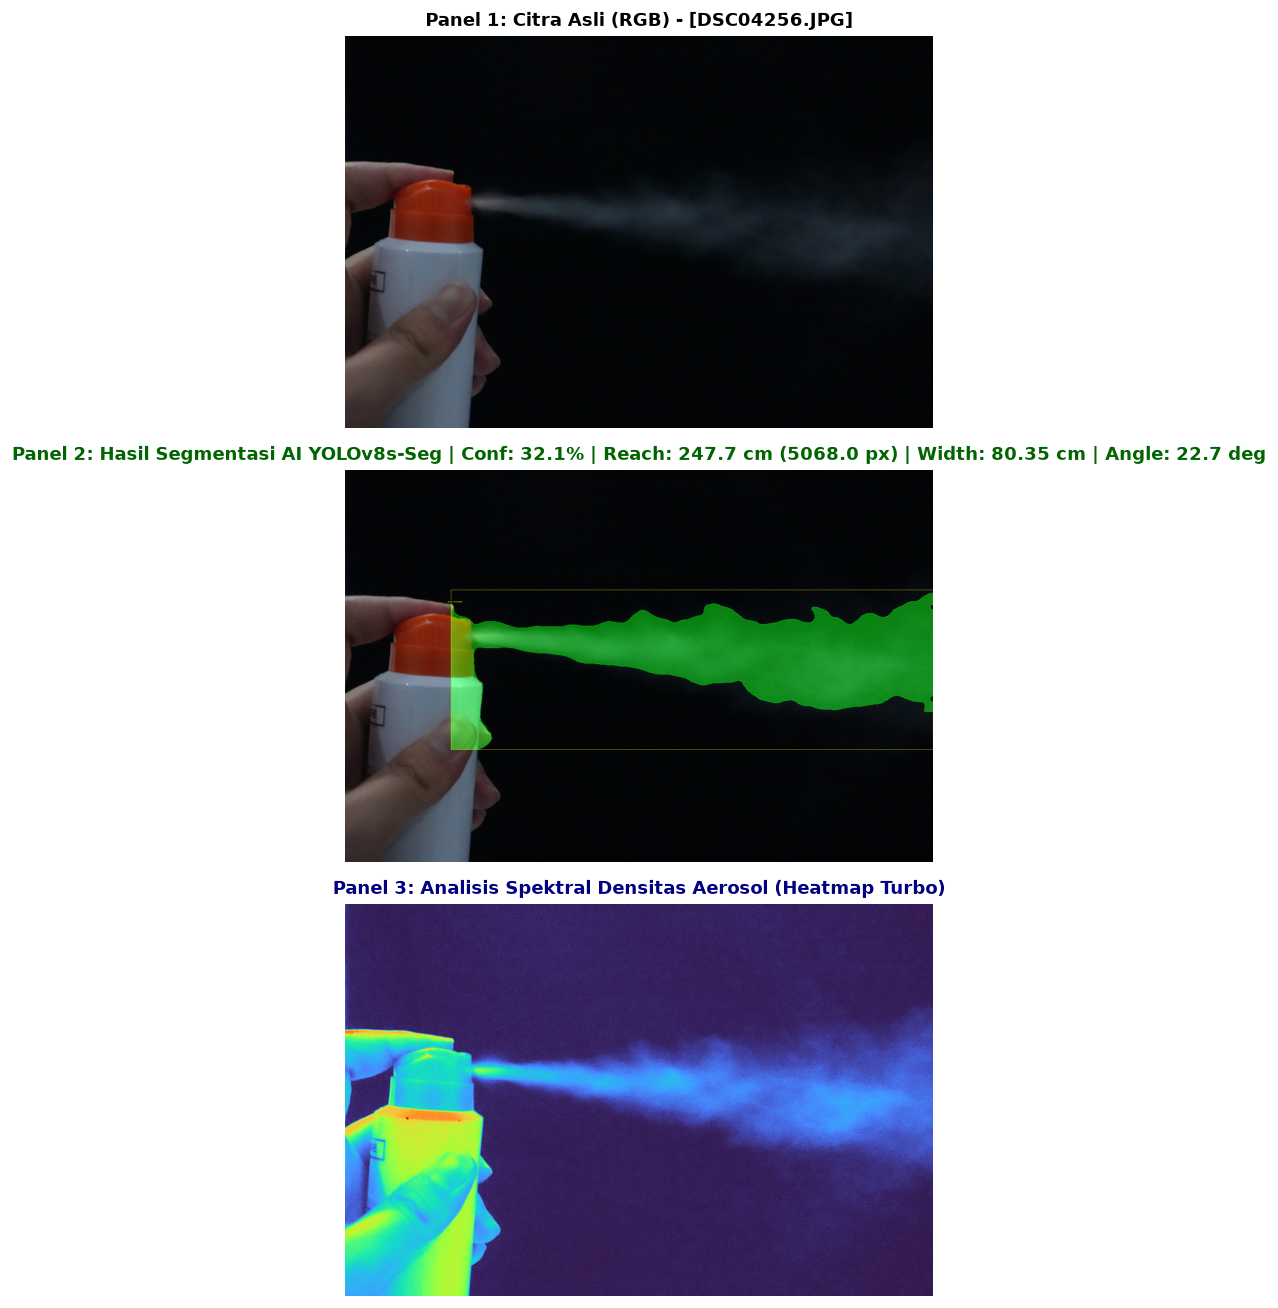 Panel 1: Citra Asli (RGB) - [DSC04256.JPG]
Panel 2: Hasil Segmentasi AI YOLOv8s-Seg | Conf: 32.1% | Reach: 247.7 cm (5068.0 px) | Width: 80.35 cm | Angle: 22.7 deg
Panel 3: Analisis Spektral Densitas Aerosol (Heatmap Turbo)